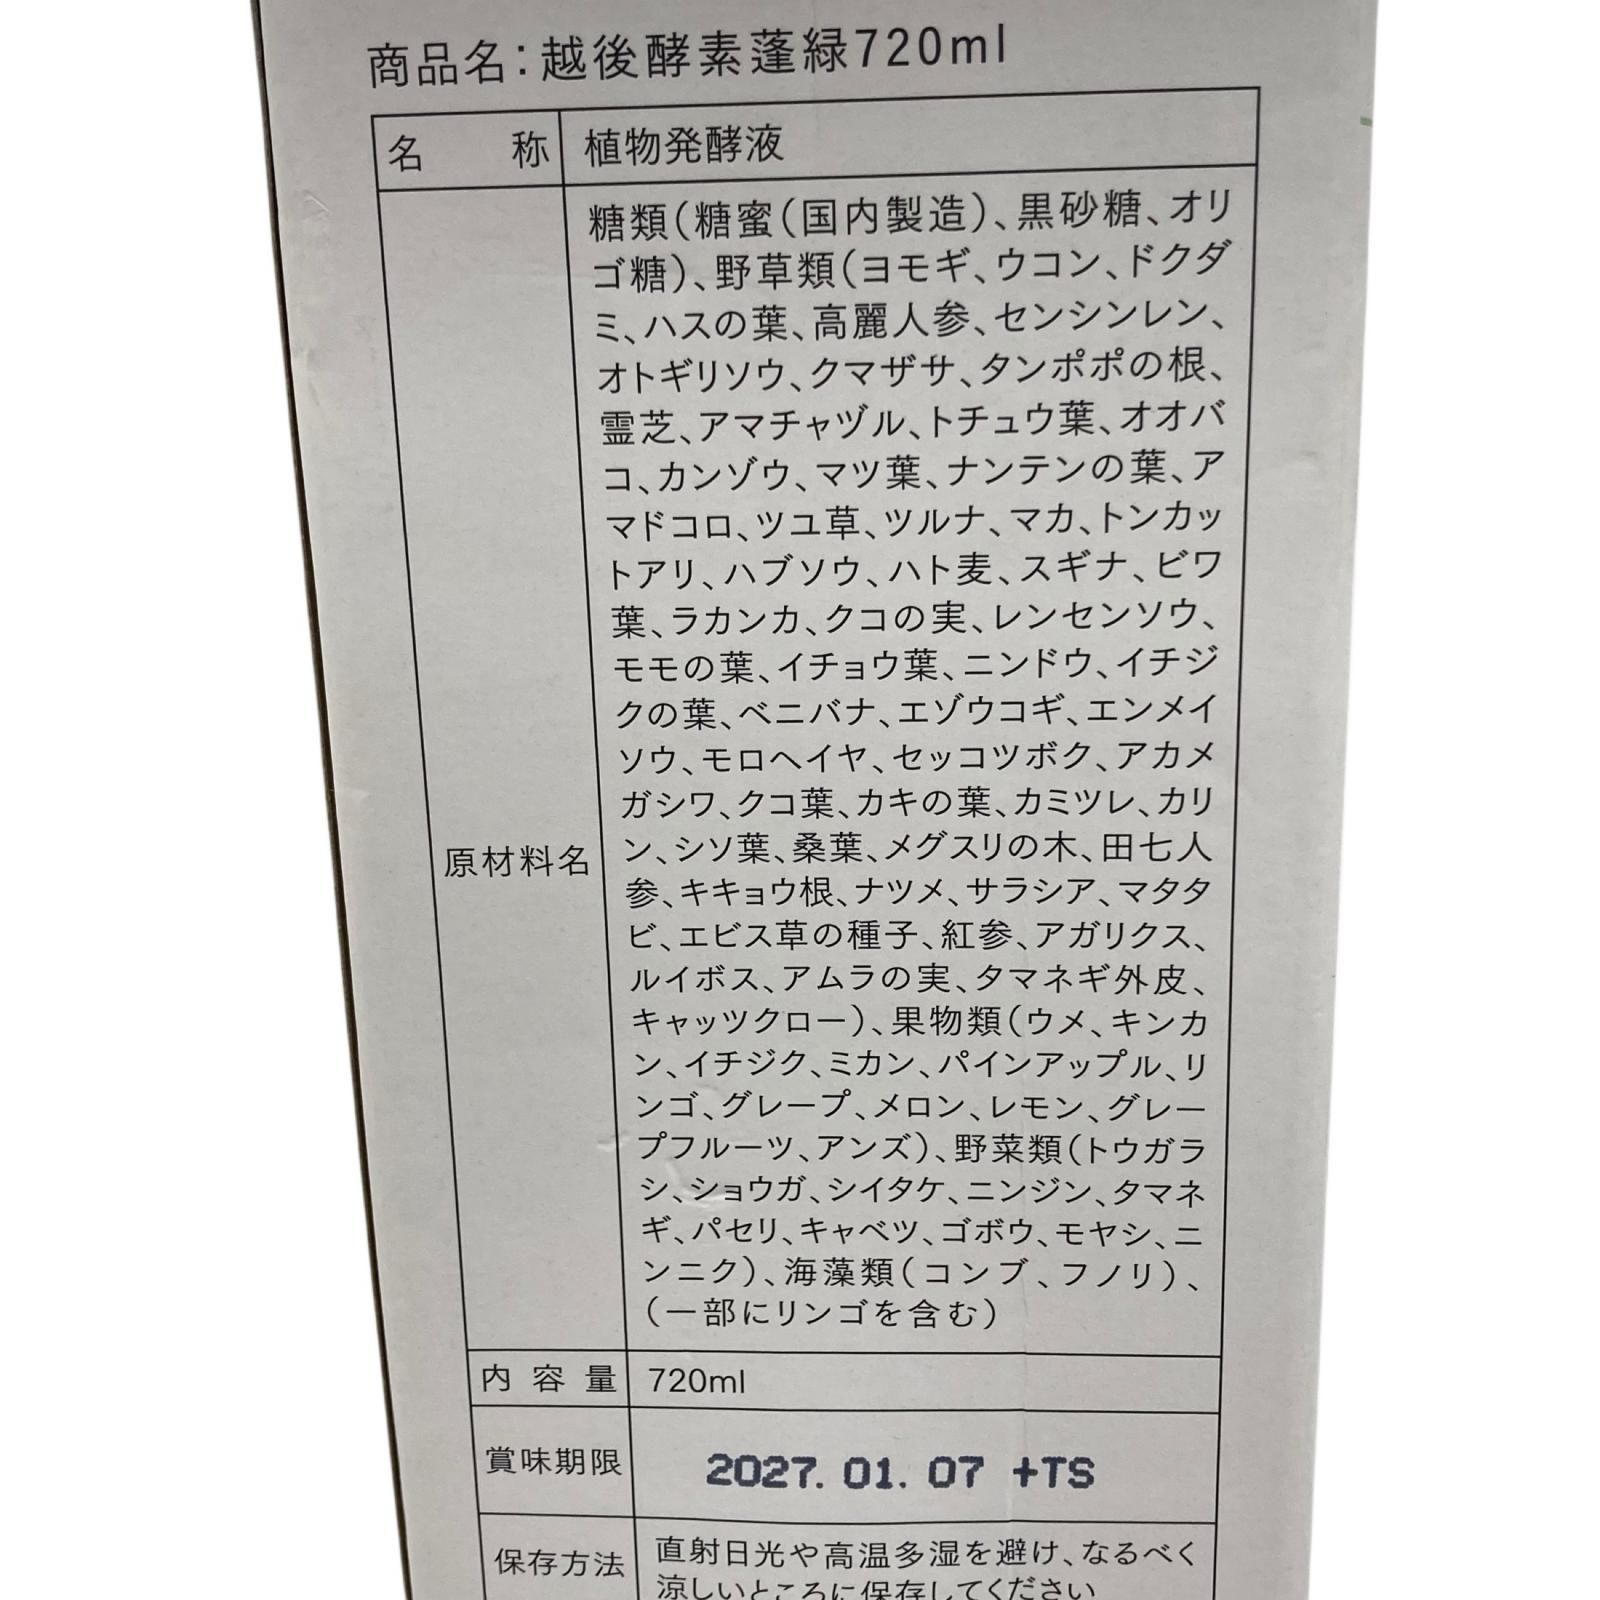 商品名：越後酵素蓬緑720ml
名称 植物発酵液
原材料名
糖類（糖蜜（国内製造）、黒砂糖、オリ
ゴ糖）、野草類（ヨモギ、ウコン、ドクダ
ミ、ハスの葉、高麗人参、センシンレン、
オトギリソウ、クマザサ、タンポポの根、
霊芝、アマチャヅル、トチュウ葉、オオバ
コ、カンゾウ、マツ葉、ナンテンの葉、ア
マドコロ、ツユ草、ツルナ、マカ、トンカッ
トアリ、ハブソウ、ハト麦、スギナ、ビワ
葉、ラカンカ、クコの実、レンセンソウ、
モモの葉、イチョウ葉、ニンドウ、イチジ
クの葉、ベニバナ、エゾウコギ、エンメイ
ソウ、モロヘイヤ、セッコツボク、アカメ
ガシワ、クコ葉、カキの葉、カミツレ、カリ
ン、シソ葉、桑葉、メグスリの木、田七人
参、キキョウ根、ナツメ、サラシア、マタタ
ビ、エビス草の種子、紅参、アガリクス、
ルイボス、アムラの実、タマネギ外皮、
キャッツクロー）、果物類（ウメ、キンカ
ン、イチジク、ミカン、パインアップル、リ
ンゴ、グレープ、メロン、レモン、グレー
プフルーツ、アンズ）、野菜類（トウガラ
シ、ショウガ、シイタケ、ニンジン、タマネ
ギ、パセリ、キャベツ、ゴボウ、モヤシ、ニ
ンニク）、海藻類（コンブ、フノリ）、
（一部にリンゴを含む）
内容量 720ml
賞味期限 2027.01.07 +TS
保存方法
直射日光や高温多湿を避け、なるべく
涼しいところに保存してください